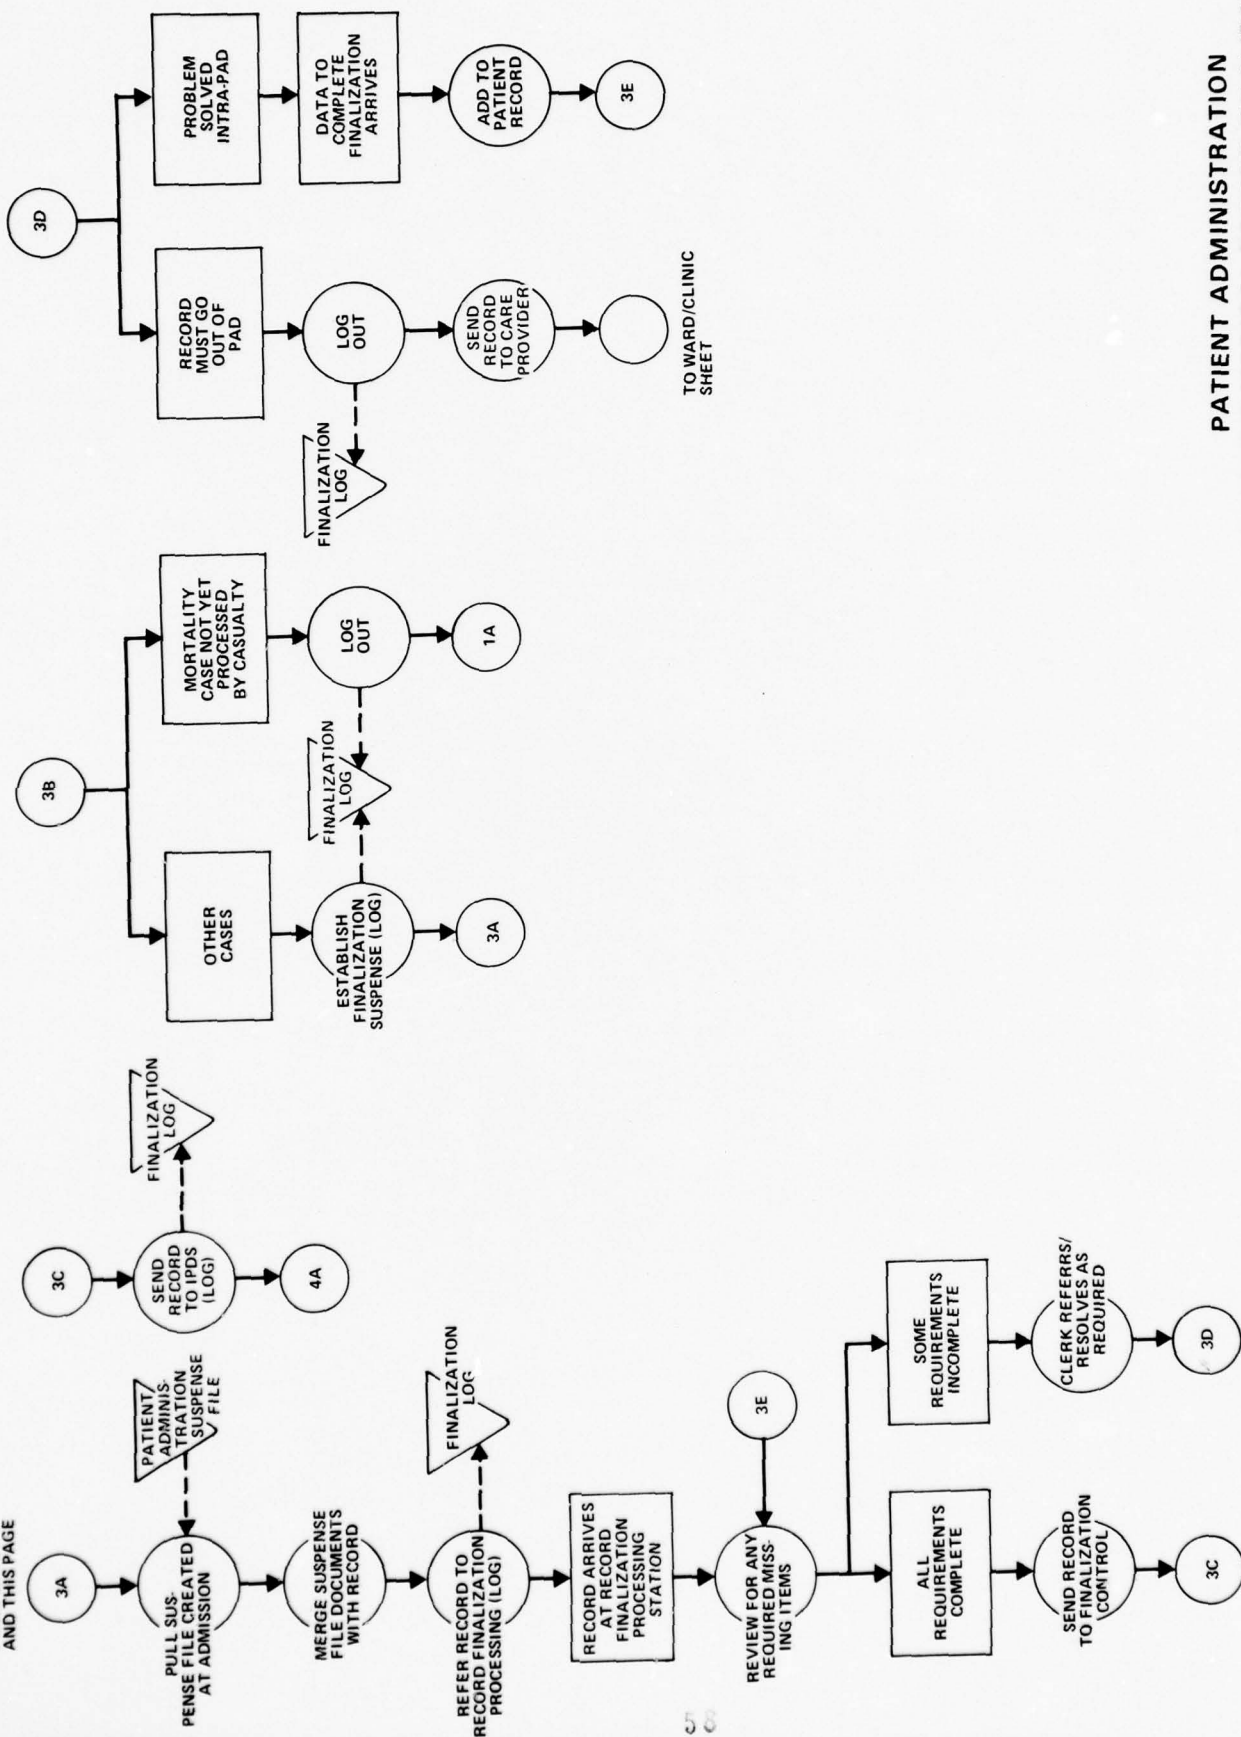 AND THIS PAGE
3A
PULL SUS-
PENSE FILE CREATED
AT ADMISSION
PATIENT/
ADMINIS-
TRATION
SUSPENSE
FILE
MERGE SUSPENSE
FILE DOCUMENTS
WITH RECORD
REFER RECORD TO
RECORD FINALIZATION
PROCESSING (LOG)
FINALIZATION
LOG
RECORD ARRIVES
AT RECORD
FINALIZATION
PROCESSING
STATION
REVIEW FOR ANY
REQUIRED MISS-
ING ITEMS
3E
ALL
REQUIREMENTS
COMPLETE
SEND RECORD
TO FINALIZATION
CONTROL
3C
SOME
REQUIREMENTS
INCOMPLETE
CLERK REFERRS/
RESOLVES AS
REQUIRED
3D
3C
SEND
RECORD
TO IPDS
(LOG)
FINALIZATION
LOG
4A
3B
OTHER
CASES
ESTABLISH
FINALIZATION
SUSPENSE (LOG)
3A
FINALIZATION
LOG
MORTALITY
CASE NOT YET
PROCESSED
BY CASUALTY
LOG
OUT
1A
3D
RECORD
MUST GO
OUT OF
PAD
LOG
OUT
FINALIZATION
LOG
SEND
RECORD
TO CARE
PROVIDER
TO WARD/CLINIC
SHEET
PROBLEM
SOLVED
INTRA-PAD
DATA TO
COMPLETE
FINALIZATION
ARRIVES
ADD TO
PATIENT
RECORD
3E
PATIENT ADMINISTRATION
58